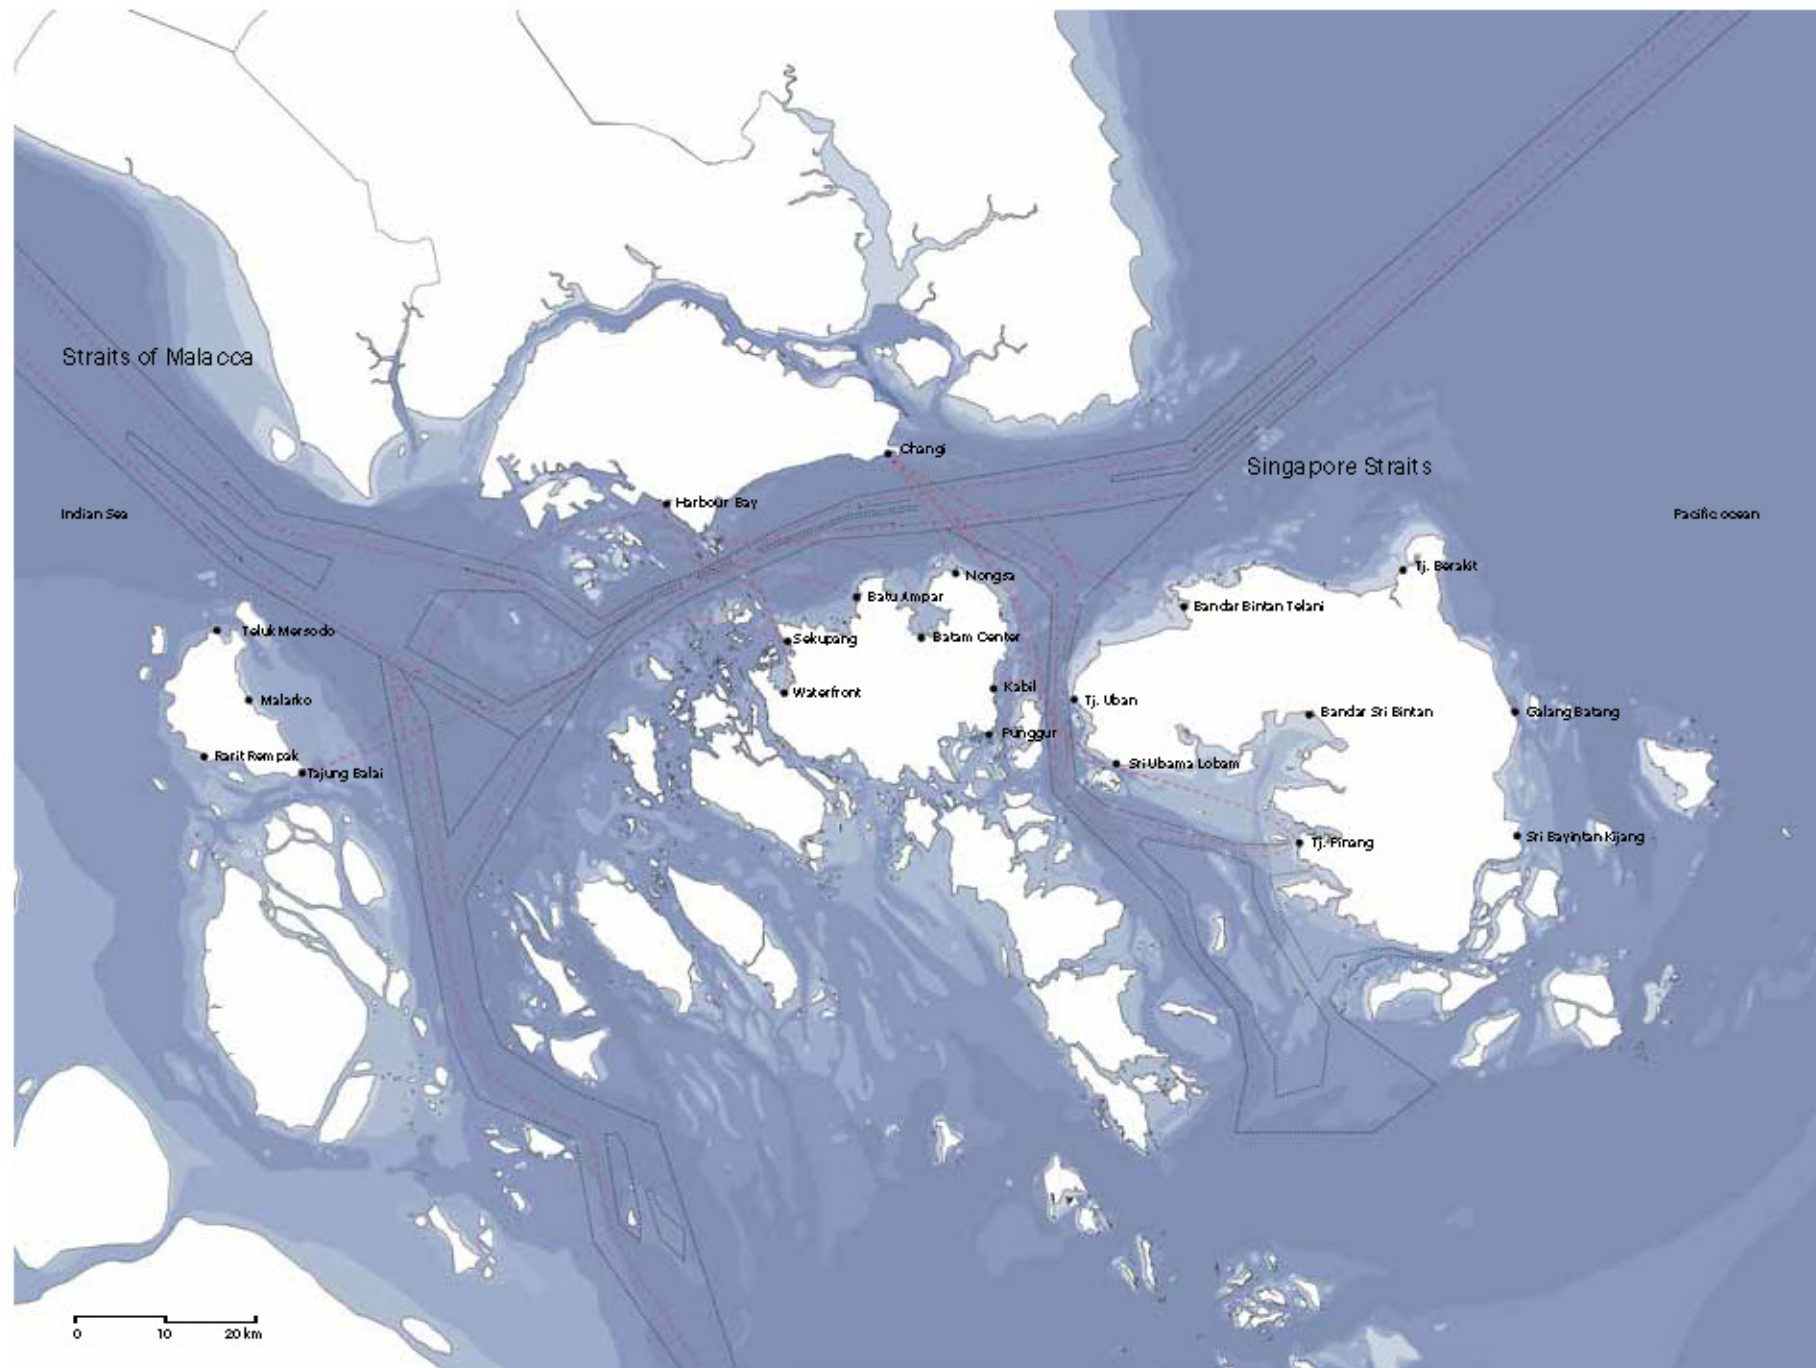 Straits of Malacca
Changi
Singapore Straits
Harbour Bay
Indian Sea
Pacific ocean
Tj. Berakit
Nongsa
Batu Ampar
Bandar Bintan Telani
Teluk Mersodo
Sekupang
Batam Center
Malarko
Waterfront
Kabil
Tj. Uban
Bandar Sri Bintan
Galang Batang
Punggur
Parit Rempak
Tajung Balai
Sri Ubama Lobam
Tj. Pinang
Sri Bayintan Kijang
0 10 20 km